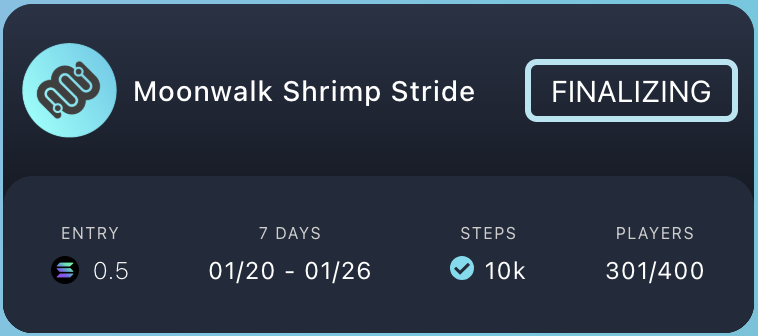 Moonwalk Shrimp Stride
FINALIZING
ENTRY
0.5
7 DAYS
01/20 - 01/26
STEPS
10k
PLAYERS
301/400